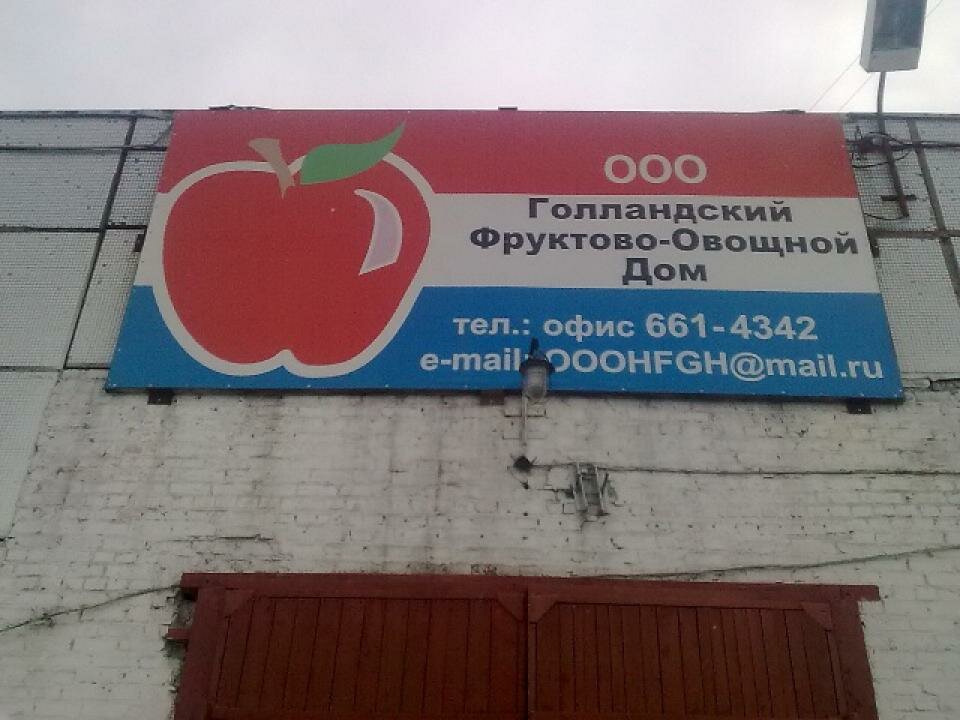 ООО
Голландский
Фруктово-Овощной
Дом
тел.: офис 661-4342
e-mail: OOOHFGH@mail.ru